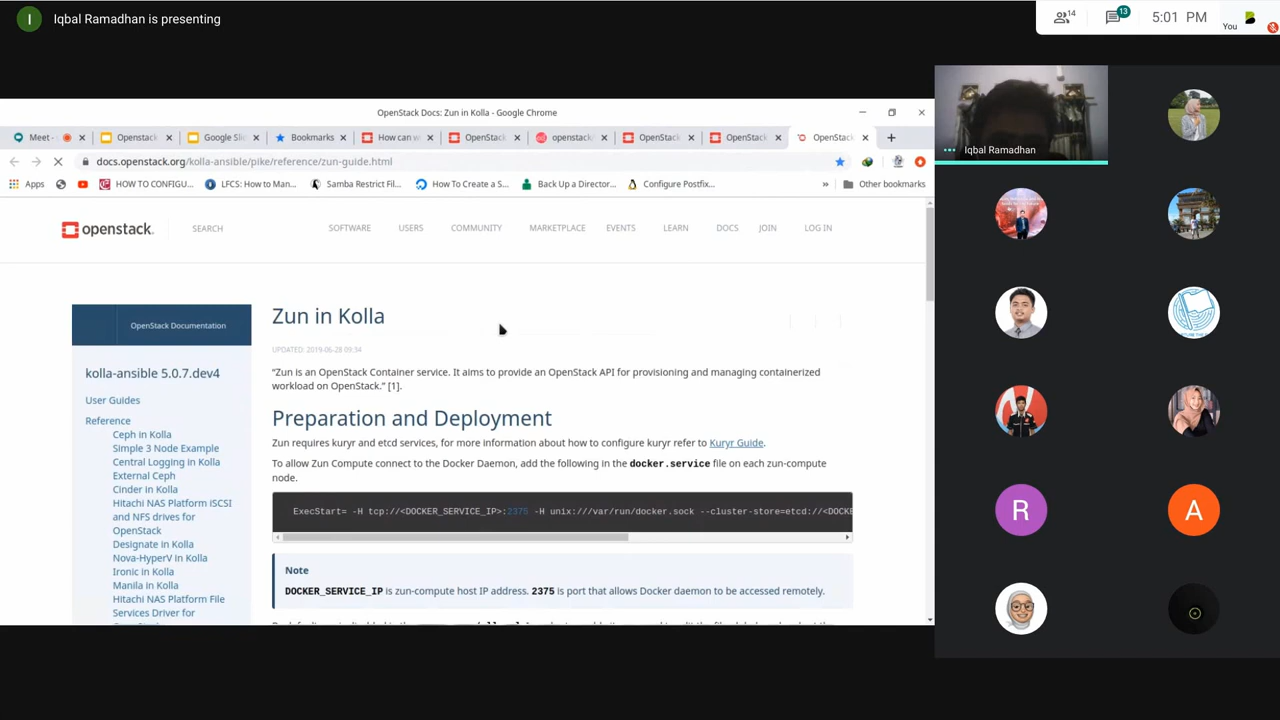 I
Iqbal Ramadhan is presenting
14
13
5:01 PM
You
OpenStack Docs: Zun in Kolla - Google Chrome
Meet -
Openstack
Google Sli
Bookmarks
How can w
OpenStack
openstack/
OpenStack
OpenStack
OpenStack
docs.openstack.org/kolla-ansible/pike/reference/zun-guide.html
Apps
HOW TO CONFIGU...
LFCS: How to Man...
Samba Restrict Fil...
How To Create a S...
Back Up a Director...
Configure Postfix...
»
Other bookmarks
openstack.
SEARCH
SOFTWARE
USERS
COMMUNITY
MARKETPLACE
EVENTS
LEARN
DOCS
JOIN
LOG IN
OpenStack Documentation
kolla-ansible 5.0.7.dev4
User Guides
Reference
Ceph in Kolla
Simple 3 Node Example
Central Logging in Kolla
External Ceph
Cinder in Kolla
Hitachi NAS Platform iSCSI
and NFS drives for
OpenStack
Designate in Kolla
Nova-HyperV in Kolla
Ironic in Kolla
Manila in Kolla
Hitachi NAS Platform File
Services Driver for
Zun in Kolla
UPDATED: 2019-06-28 09:34
“Zun is an OpenStack Container service. It aims to provide an OpenStack API for provisioning and managing containerized
workload on OpenStack.” [1].
Preparation and Deployment
Zun requires kuryr and etcd services, for more information about how to configure kuryr refer to Kuryr Guide.
To allow Zun Compute connect to the Docker Daemon, add the following in the docker.service file on each zun-compute
node.
ExecStart= -H tcp://<DOCKER_SERVICE_IP>:2375 -H unix:///var/run/docker.sock --cluster-store=etcd://<DOCKE
Note
DOCKER_SERVICE_IP is zun-compute host IP address. 2375 is port that allows Docker daemon to be accessed remotely.
Iqbal Ramadhan
R
A